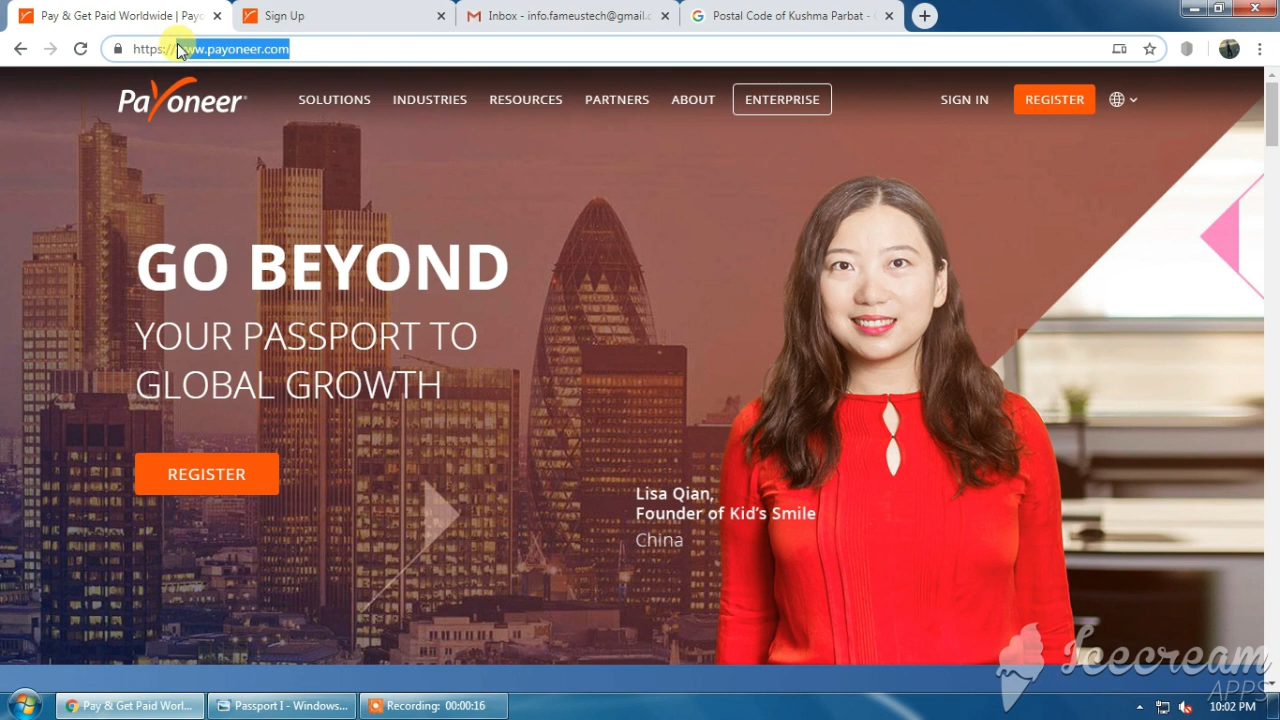 Pay & Get Paid Worldwide | Payo
Sign Up
Inbox - info.fameustech@gmail.c
Postal Code of Kushma Parbat -
https://www.payoneer.com
Payoneer
SOLUTIONS
INDUSTRIES
RESOURCES
PARTNERS
ABOUT
ENTERPRISE
SIGN IN
REGISTER
GO BEYOND
YOUR PASSPORT TO
GLOBAL GROWTH
REGISTER
Lisa Qian,
Founder of Kid's Smile
China
Icecream
APPS
Pay & Get Paid Worl...
Passport I - Windows...
Recording: 00:00:16
10:02 PM